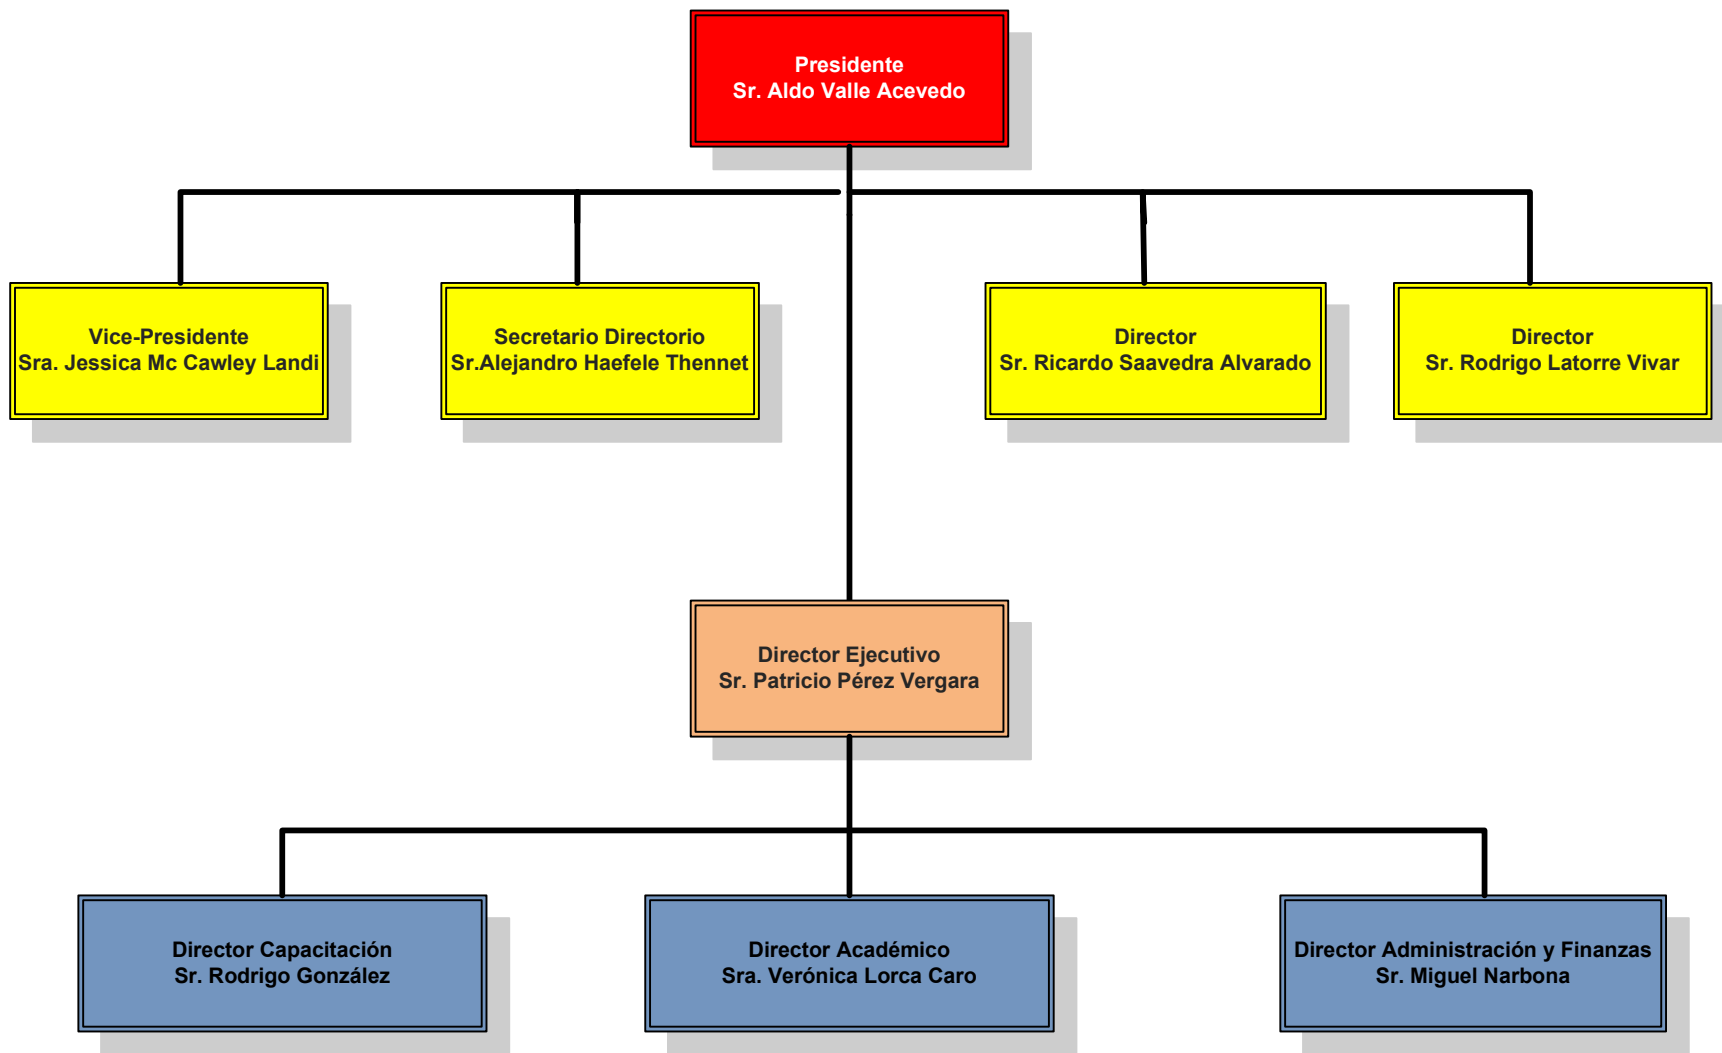 Presidente
Sr. Aldo Valle Acevedo
Vice-Presidente
Sra. Jessica Mc Cawley Landi
Secretario Directorio
Sr.Alejandro Haefele Thennet
Director
Sr. Ricardo Saavedra Alvarado
Director
Sr. Rodrigo Latorre Vivar
Director Ejecutivo
Sr. Patricio Pérez Vergara
Director Capacitación
Sr. Rodrigo González
Director Académico
Sra. Verónica Lorca Caro
Director Administración y Finanzas
Sr. Miguel Narbona